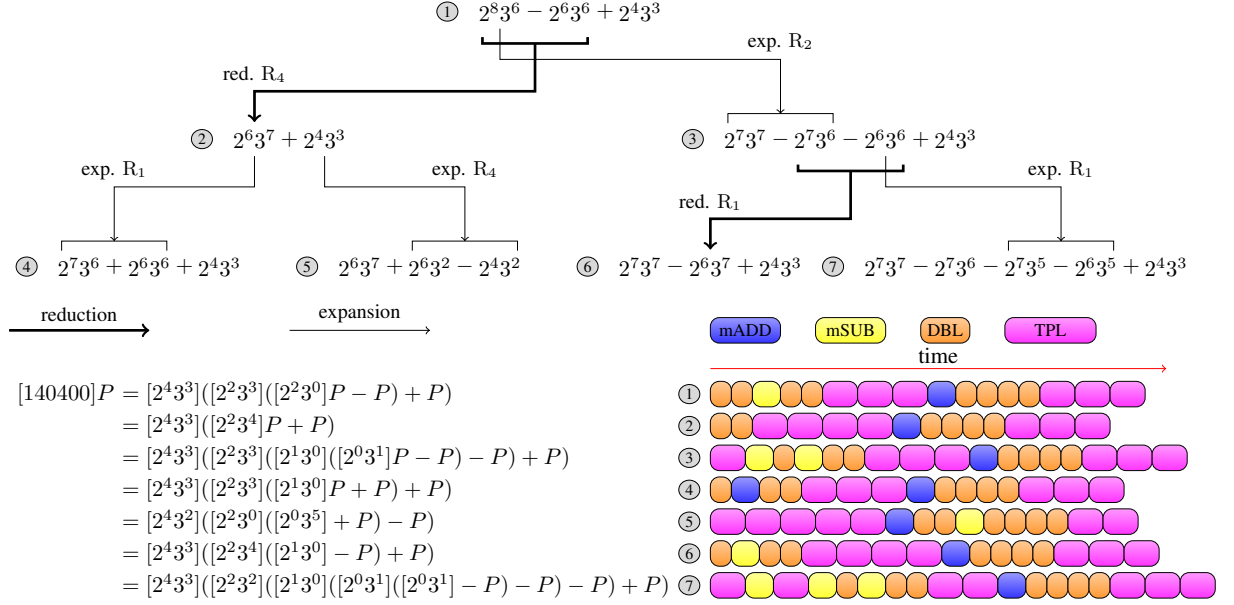 ① 2⁸3⁶ − 2⁶3⁶ + 2⁴3³
exp. R₂
red. R₄
② 2⁶3⁷ + 2⁴3³
③ 2⁷3⁷ − 2⁷3⁶ − 2⁶3⁶ + 2⁴3³
exp. R₁
exp. R₄
red. R₁
exp. R₁
④ 2⁷3⁶ + 2⁶3⁶ + 2⁴3³
⑤ 2⁶3⁷ + 2⁶3² − 2⁴3²
⑥ 2⁷3⁷ − 2⁶3⁷ + 2⁴3³
⑦ 2⁷3⁷ − 2⁷3⁶ − 2⁷3⁵ − 2⁶3⁵ + 2⁴3³
reduction
expansion
mADD mSUB DBL TPL
time
[140400]P = [2⁴3³]([2²3³]([2²3⁰]P − P) + P)
= [2⁴3³]([2²3⁴]P + P)
= [2⁴3³]([2²3³]([2¹3⁰]([2⁰3¹]P − P) − P) + P)
= [2⁴3³]([2²3³]([2¹3⁰]P + P) + P)
= [2⁴3²]([2²3⁰]([2⁰3⁵] + P) − P)
= [2⁴3³]([2²3⁴]([2¹3⁰] − P) + P)
= [2⁴3³]([2²3²]([2¹3⁰]([2⁰3¹]([2⁰3¹] − P) − P) − P) + P)
①
②
③
④
⑤
⑥
⑦